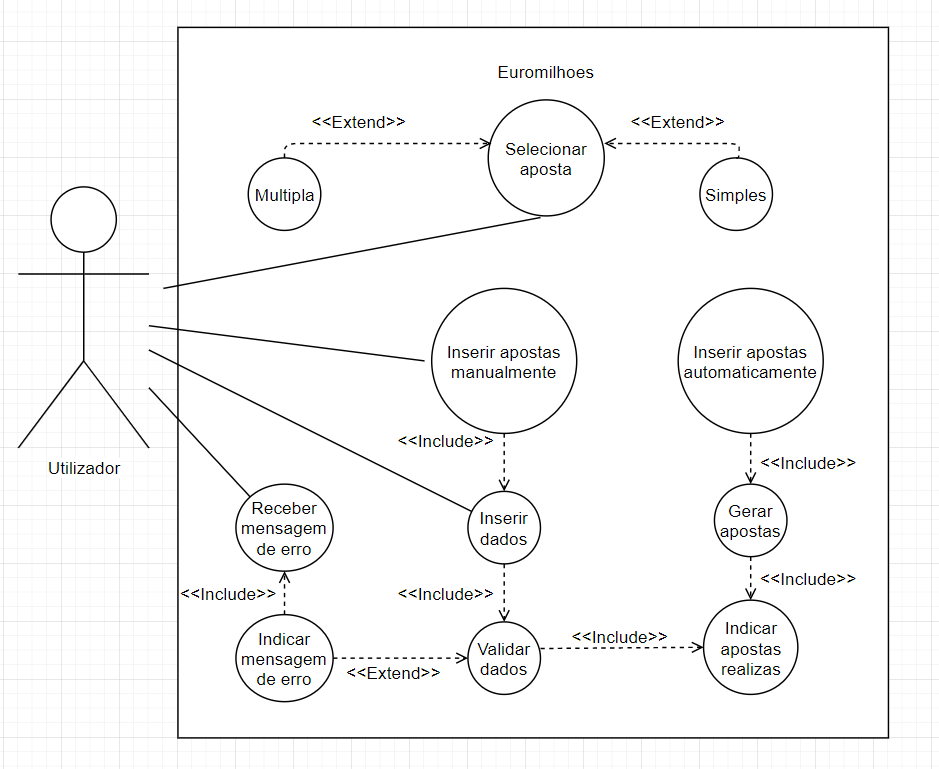 Euromilhoes
<<Extend>>
<<Extend>>
Selecionar
aposta
Multipla
Simples
Inserir apostas
manualmente
Inserir apostas
automaticamente
<<Include>>
<<Include>>
Utilizador
Receber
mensagem
de erro
Inserir
dados
Gerar
apostas
<<Include>>
<<Include>>
<<Include>>
Indicar
mensagem
de erro
<<Extend>>
Validar
dados
<<Include>>
Indicar
apostas
realizas